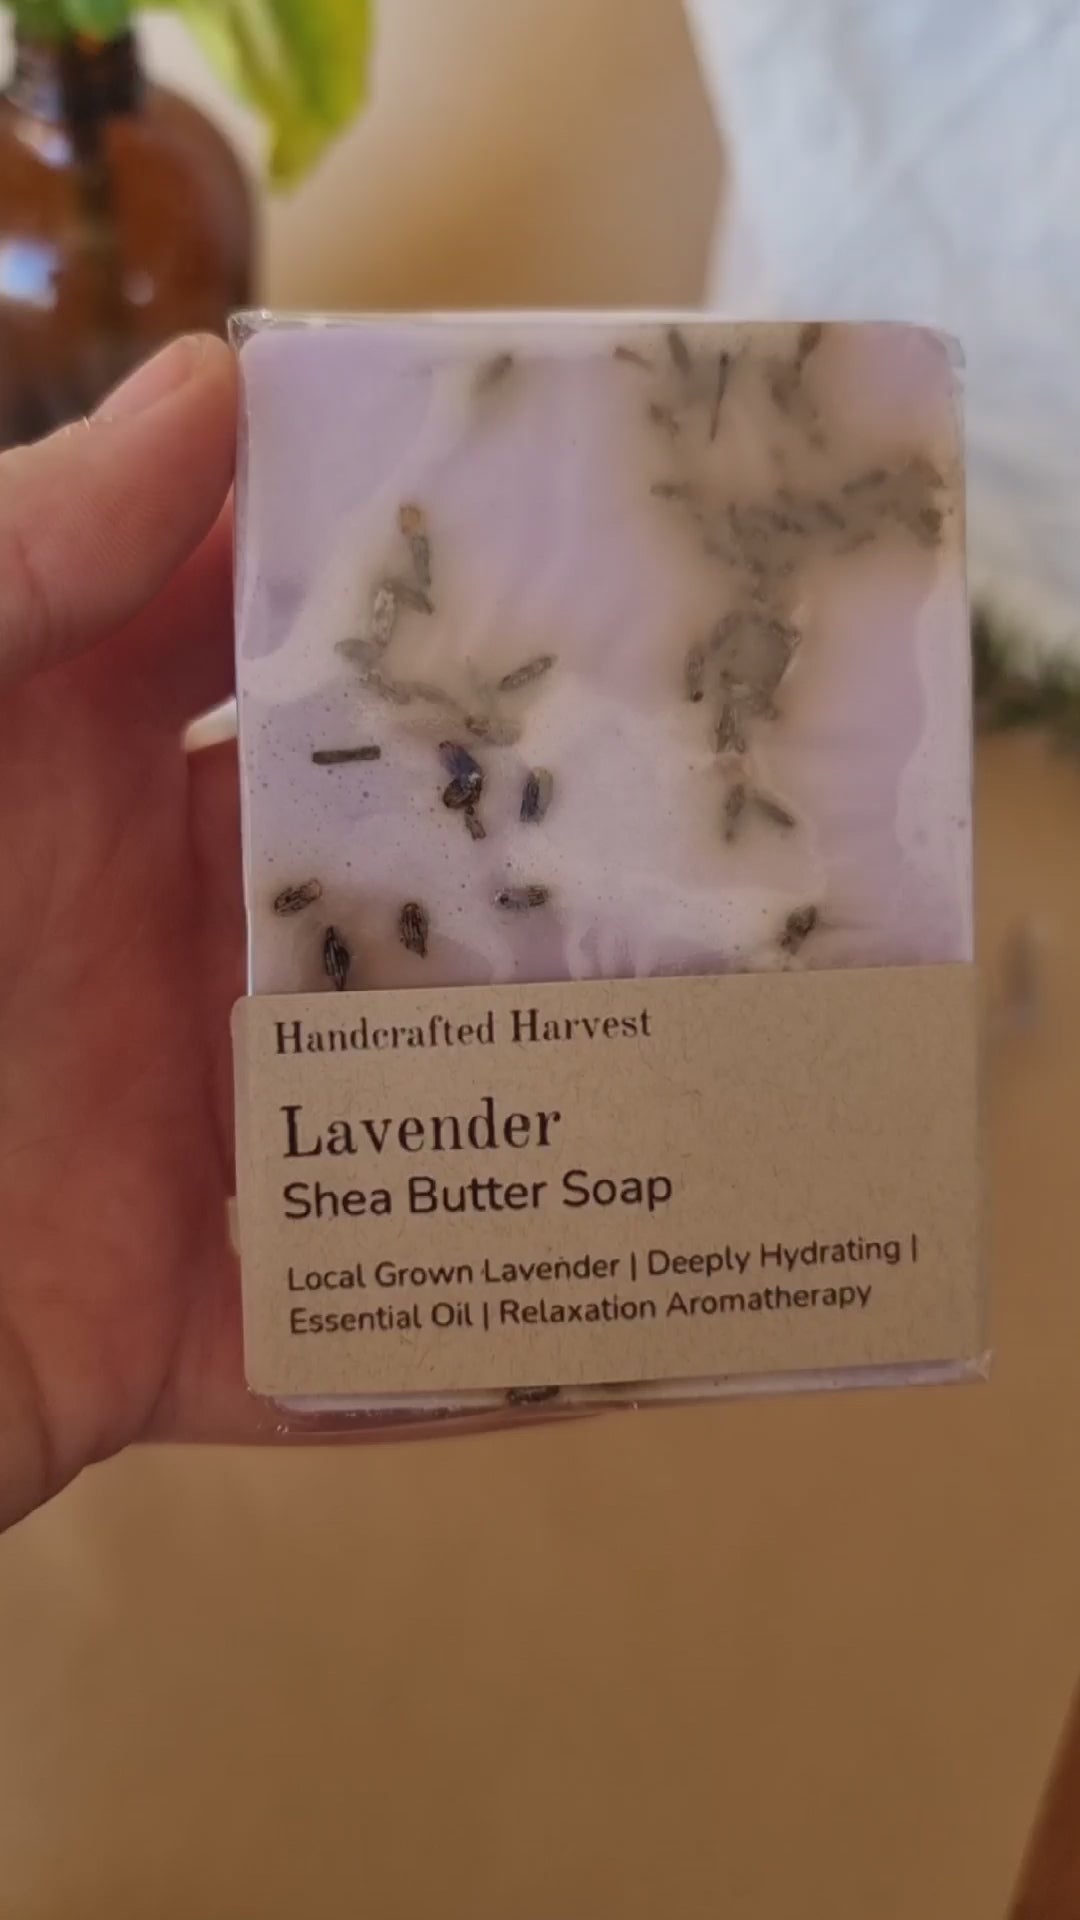 Handcrafted Harvest
Lavender
Shea Butter Soap
Local Grown Lavender | Deeply Hydrating |
Essential Oil | Relaxation Aromatherapy